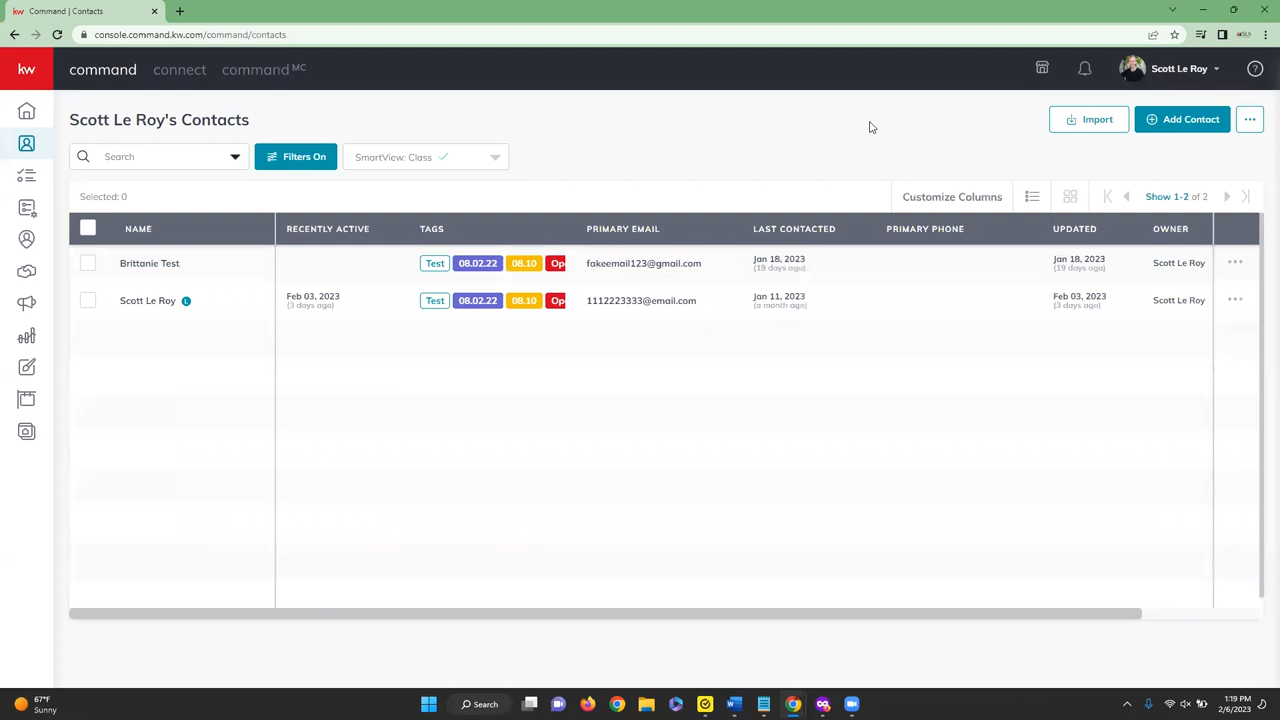 kw Command | Contacts
console.command.kw.com/command/contacts
kw command connect command MC Scott Le Roy
Scott Le Roy's Contacts
Import
Add Contact
Search
Filters On
SmartView: Class
Selected: 0
Customize Columns
Show 1-2 of 2
NAME RECENTLY ACTIVE TAGS PRIMARY EMAIL LAST CONTACTED PRIMARY PHONE UPDATED OWNER
Brittanie Test Test 08.02.22 08.10 Op fakeemail123@gmail.com Jan 18, 2023 Jan 18, 2023 Scott Le Roy
(19 days ago) (19 days ago)
Scott Le Roy L Feb 03, 2023 Test 08.02.22 08.10 Op 1112223333@email.com Jan 11, 2023 Feb 03, 2023 Scott Le Roy
(3 days ago) (a month ago) (3 days ago)
67°F
Sunny
Search
1:19 PM
2/6/2023